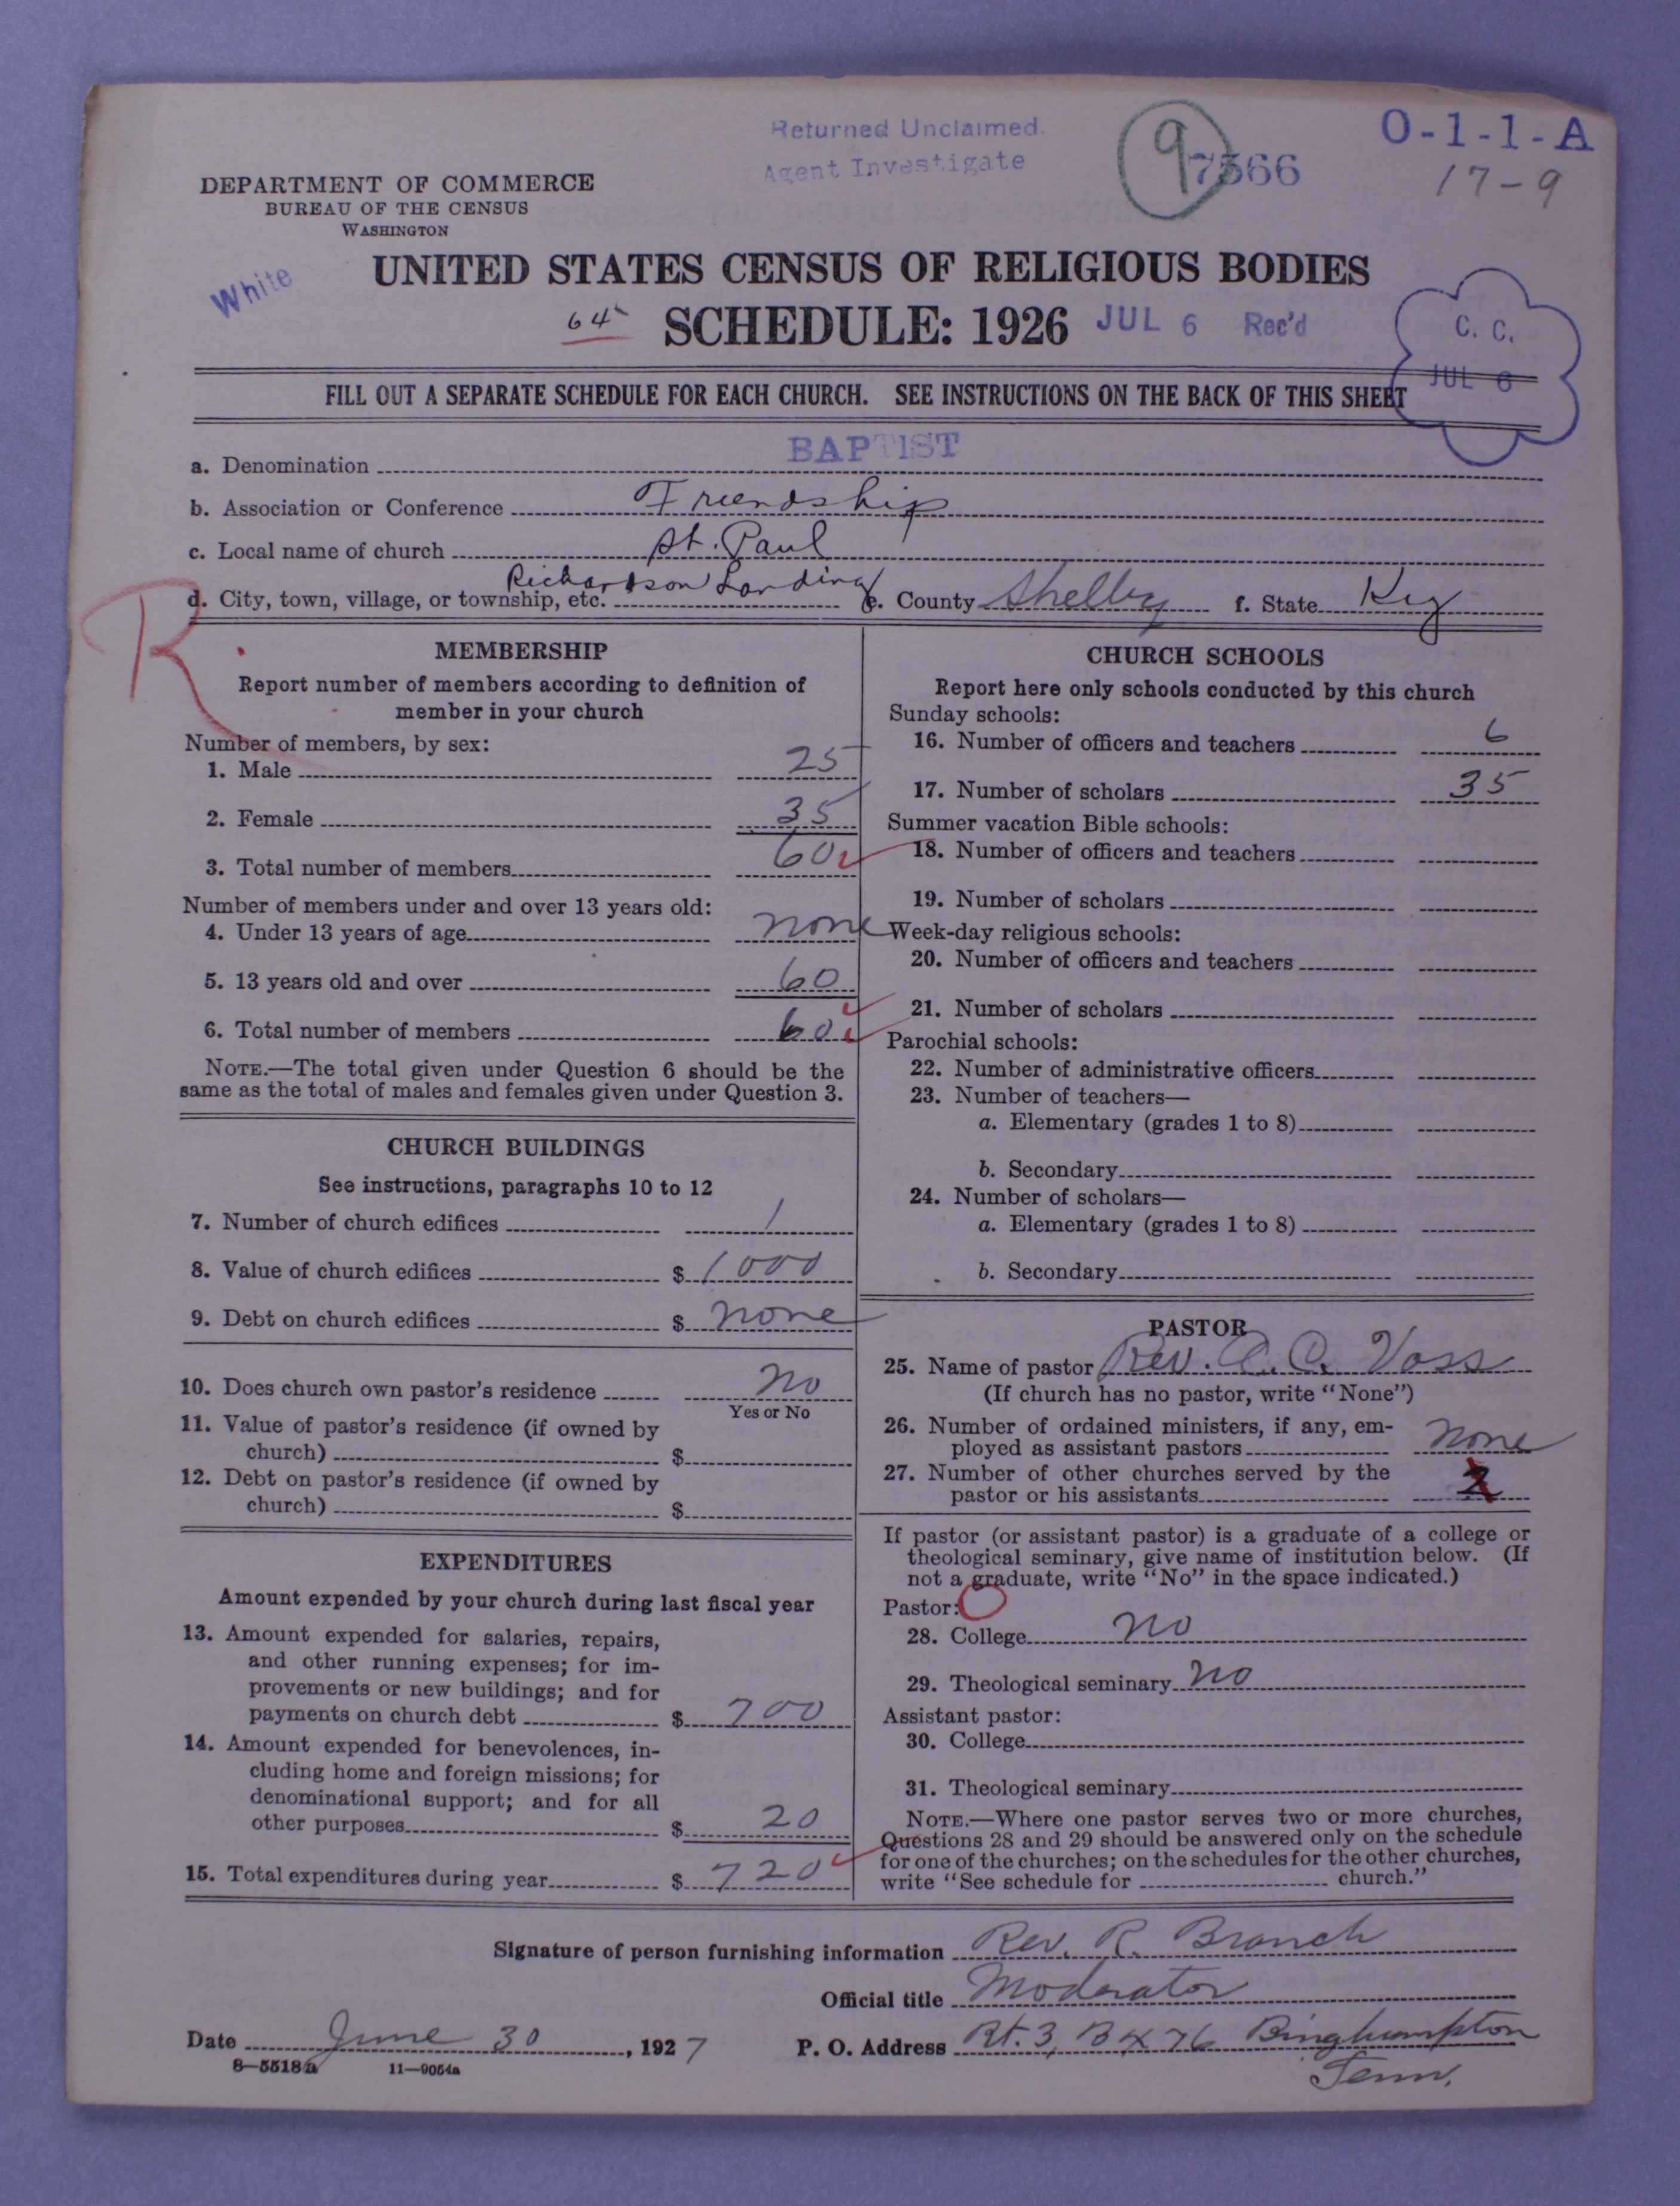 Returned Unclaimed.
Agent Investigate
9
7566
O-1-1-A
17-9
DEPARTMENT OF COMMERCE
BUREAU OF THE CENSUS
WASHINGTON
White
UNITED STATES CENSUS OF RELIGIOUS BODIES
64
SCHEDULE: 1926 JUL 6 Rec'd
C. C.
JUL 6
FILL OUT A SEPARATE SCHEDULE FOR EACH CHURCH. SEE INSTRUCTIONS ON THE BACK OF THIS SHEET
a. Denomination BAPTIST
b. Association or Conference Friendship
c. Local name of church St. Paul
d. City, town, village, or township, etc. Richardson Landing e. County Shelby f. State Ky
R
MEMBERSHIP
Report number of members according to definition of
member in your church
Number of members, by sex:
1. Male 25
2. Female 35
3. Total number of members 60
Number of members under and over 13 years old:
4. Under 13 years of age none
5. 13 years old and over 60
6. Total number of members 60
NOTE.—The total given under Question 6 should be the
same as the total of males and females given under Question 3.
CHURCH BUILDINGS
See instructions, paragraphs 10 to 12
7. Number of church edifices 1
8. Value of church edifices $ 1000
9. Debt on church edifices $ none
10. Does church own pastor's residence no
Yes or No
11. Value of pastor's residence (if owned by
church) $
12. Debt on pastor's residence (if owned by
church) $
EXPENDITURES
Amount expended by your church during last fiscal year
13. Amount expended for salaries, repairs,
and other running expenses; for im-
provements or new buildings; and for
payments on church debt $ 700
14. Amount expended for benevolences, in-
cluding home and foreign missions; for
denominational support; and for all
other purposes $ 20
15. Total expenditures during year $ 720
CHURCH SCHOOLS
Report here only schools conducted by this church
Sunday schools:
16. Number of officers and teachers 6
17. Number of scholars 35
Summer vacation Bible schools:
18. Number of officers and teachers
19. Number of scholars
Week-day religious schools:
20. Number of officers and teachers
21. Number of scholars
Parochial schools:
22. Number of administrative officers
23. Number of teachers—
a. Elementary (grades 1 to 8)
b. Secondary
24. Number of scholars—
a. Elementary (grades 1 to 8)
b. Secondary
PASTOR
25. Name of pastor Rev. C. C. Voss
(If church has no pastor, write "None")
26. Number of ordained ministers, if any, em-
ployed as assistant pastors none
27. Number of other churches served by the
pastor or his assistants
If pastor (or assistant pastor) is a graduate of a college or
theological seminary, give name of institution below. (If
not a graduate, write "No" in the space indicated.)
Pastor:
28. College no
29. Theological seminary no
Assistant pastor:
30. College
31. Theological seminary
NOTE.—Where one pastor serves two or more churches,
Questions 28 and 29 should be answered only on the schedule
for one of the churches; on the schedules for the other churches,
write "See schedule for church."
Signature of person furnishing information Rev. R. Branch
Official title Moderator
Date June 30, 1927 P. O. Address Rt. 3, Bx 76 Binghampton
Tenn.
8—5518a 11—9054a